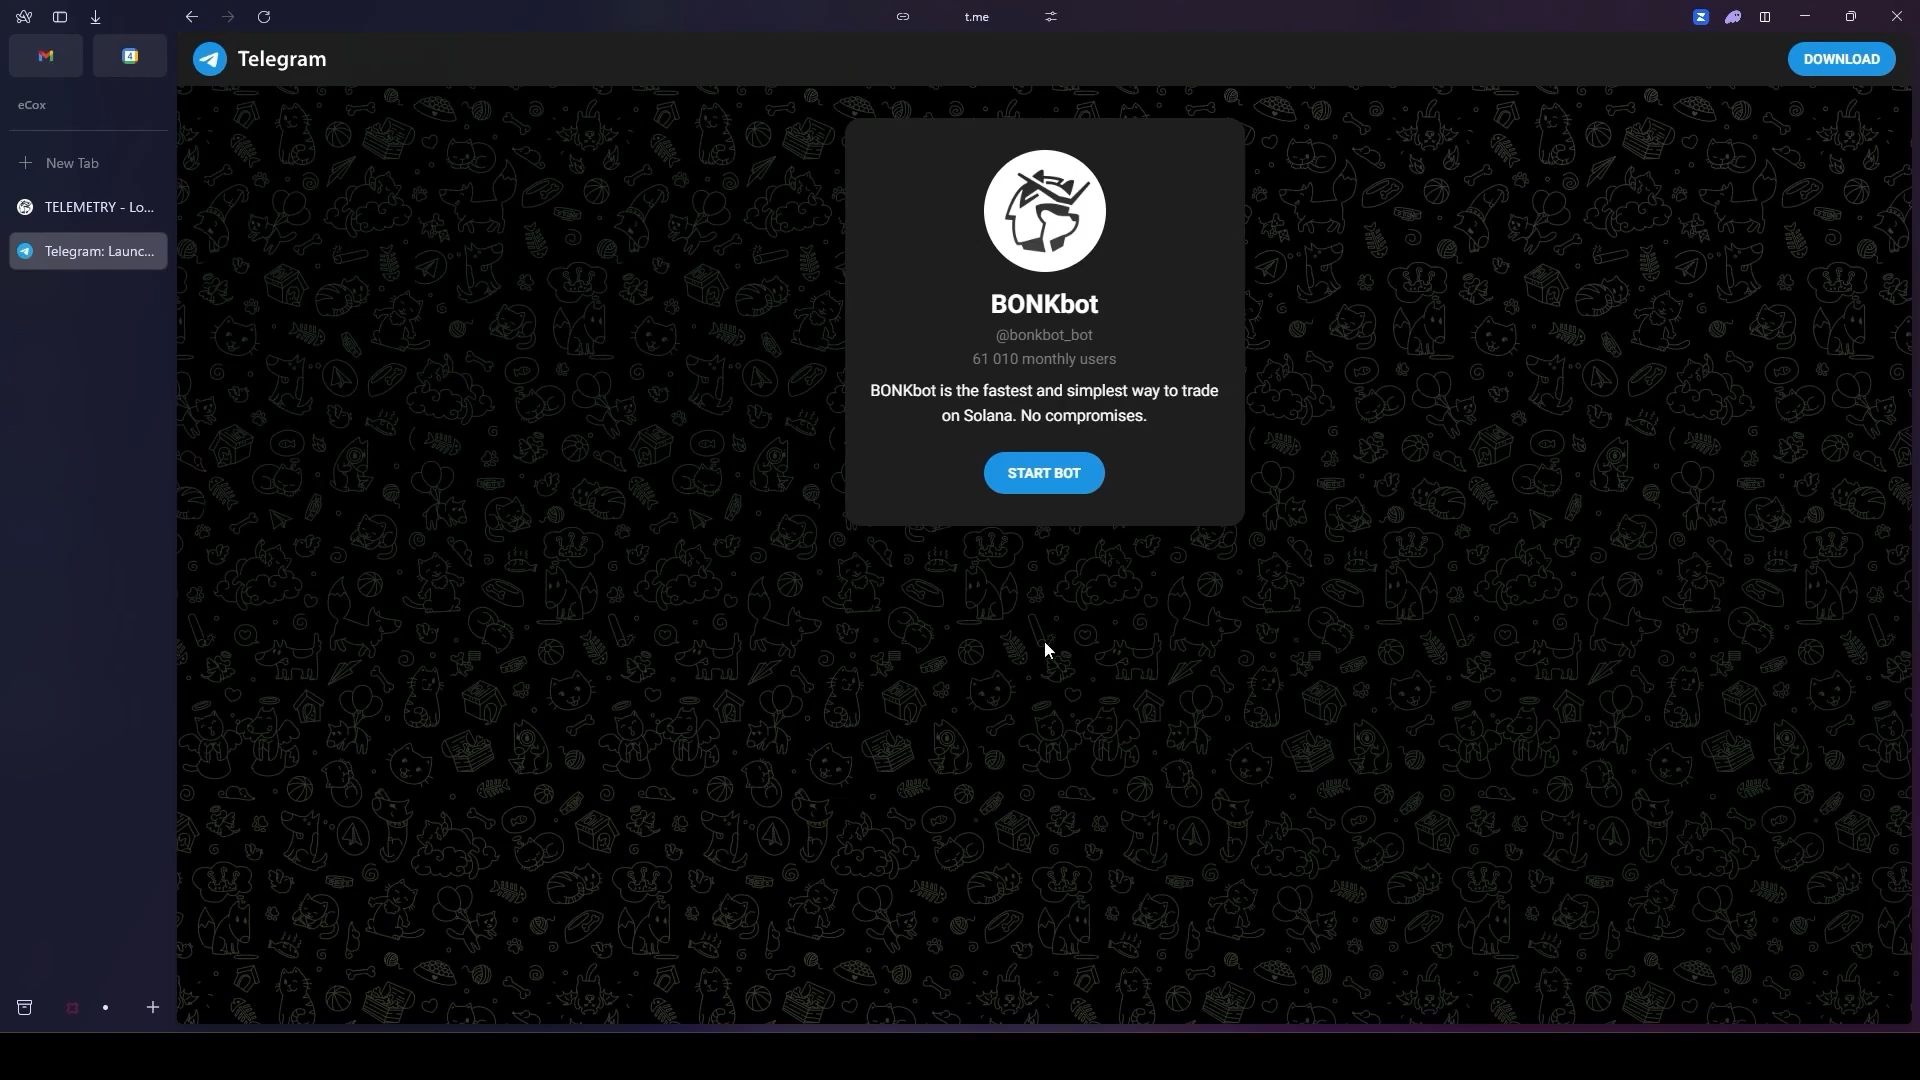 t.me
Telegram
DOWNLOAD
4
eCox
New Tab
TELEMETRY - Lo...
Telegram: Launc...
BONKbot
@bonkbot_bot
61 010 monthly users
BONKbot is the fastest and simplest way to trade
on Solana. No compromises.
START BOT